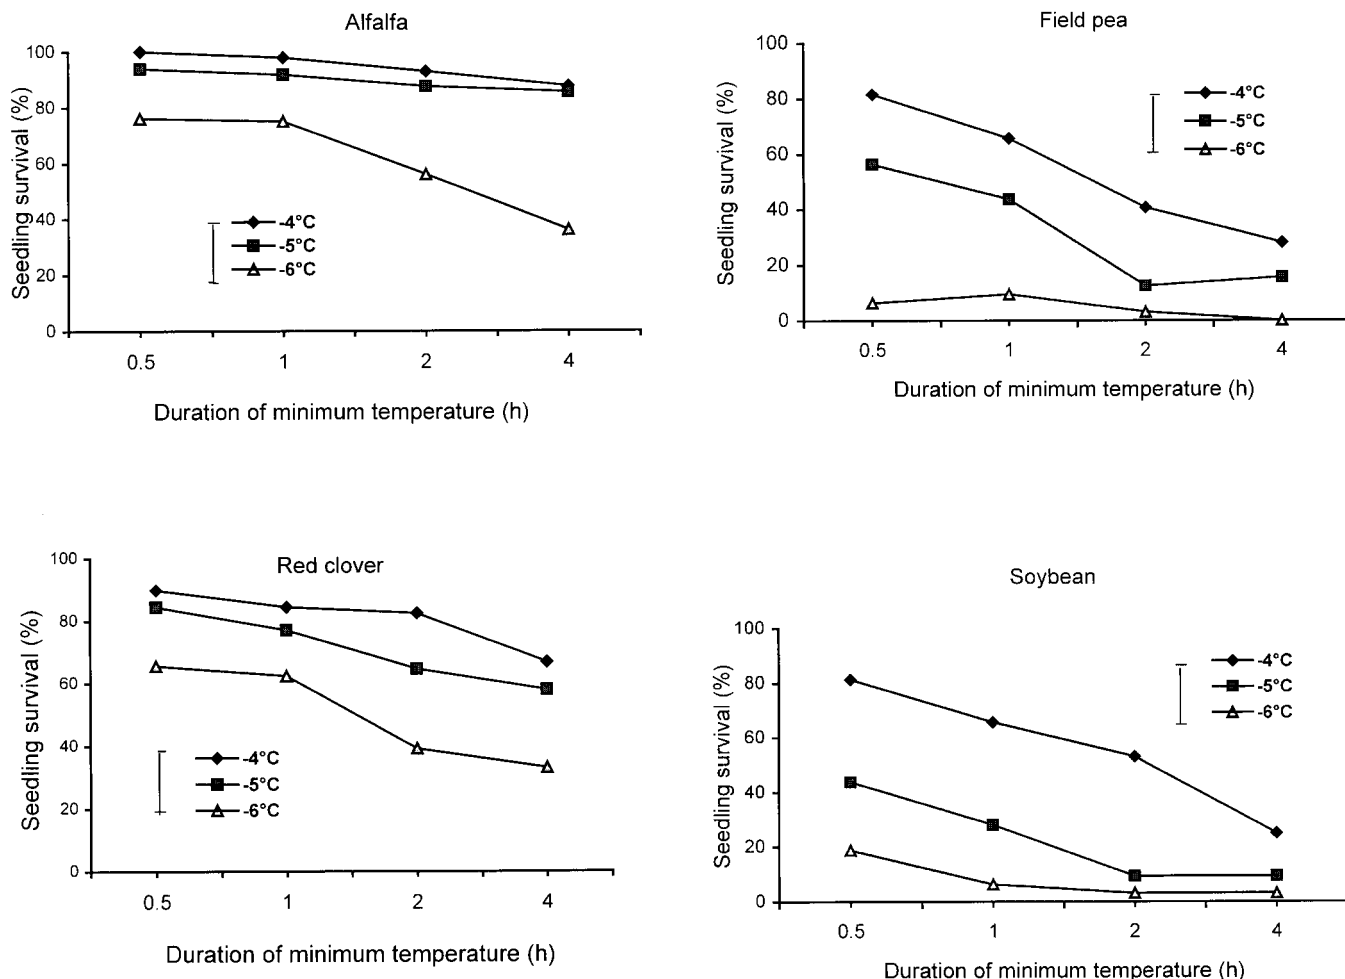 Alfalfa
Seedling survival (%)
100
80
60
40
20
0
-4°C
-5°C
-6°C
0.5 1 2 4
Duration of minimum temperature (h)
Field pea
Seedling survival (%)
100
80
60
40
20
0
-4°C
-5°C
-6°C
0.5 1 2 4
Duration of minimum temperature (h)
Red clover
Seedling survival (%)
100
80
60
40
20
0
-4°C
-5°C
-6°C
0.5 1 2 4
Duration of minimum temperature (h)
Soybean
Seedling survival (%)
100
80
60
40
20
0
-4°C
-5°C
-6°C
0.5 1 2 4
Duration of minimum temperature (h)